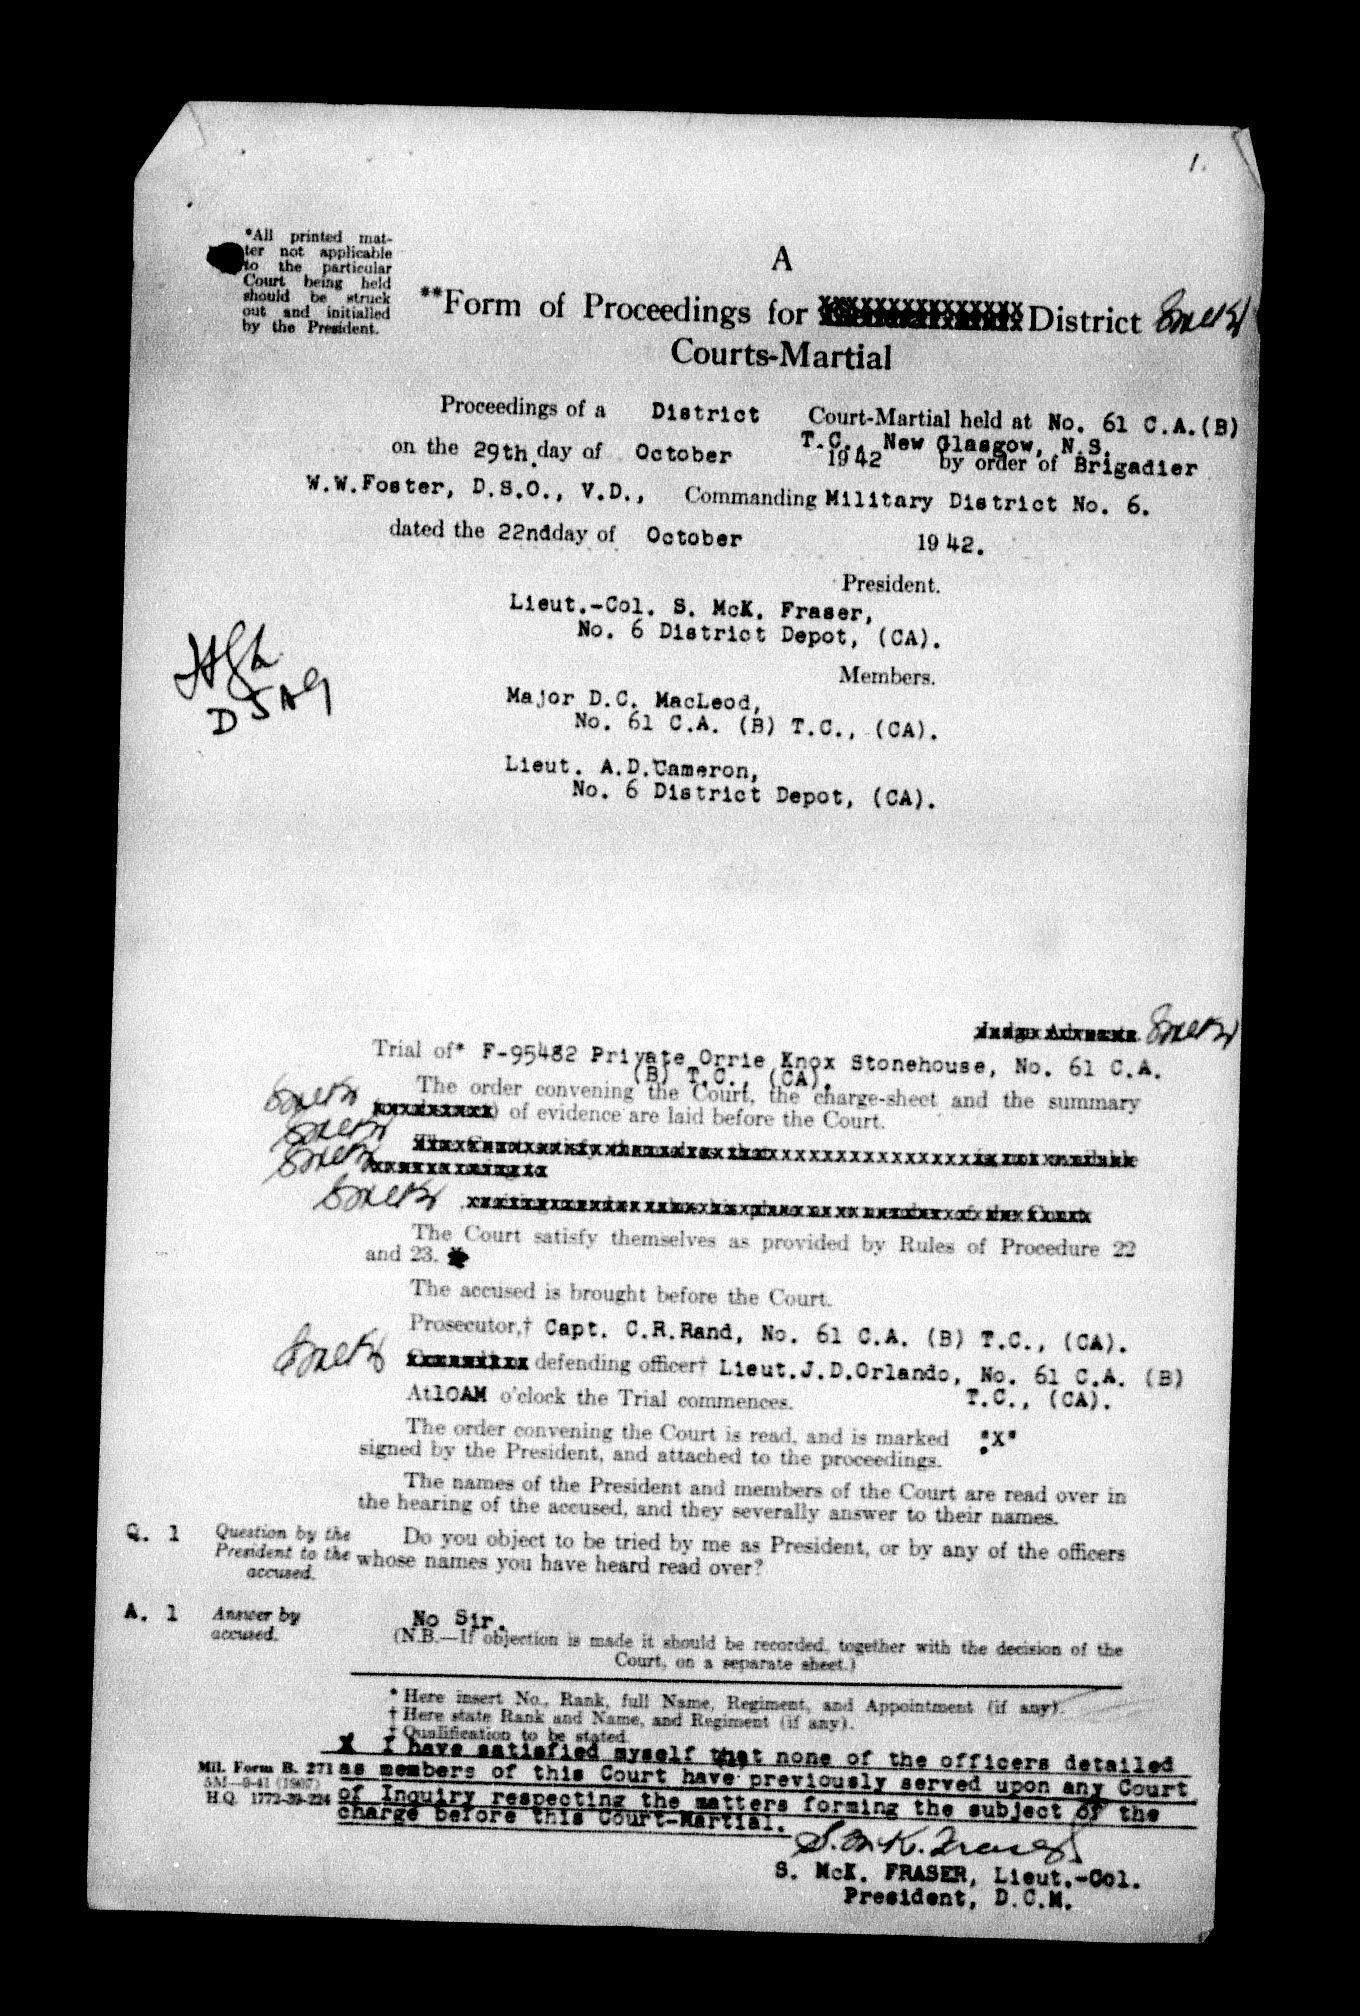 1.
*All printed mat-
ter not applicable
to the particular
Court being held
should be struck
out and initialled
by the President.
A
**Form of Proceedings for District
Courts-Martial
Proceedings of a District Court-Martial held at No. 61 C.A.(B)
T.C., New Glasgow, N.S.
on the 29th day of October 1942 by order of Brigadier
W.W.Foster, D.S.O., V.D., Commanding Military District No. 6.
dated the 22ndday of October 1942.
President.
Lieut.-Col. S. McK. Fraser,
No. 6 District Depot, (CA).
Members.
Major D.C. MacLeod,
No. 61 C.A. (B) T.C., (CA).
Lieut. A.D.Cameron,
No. 6 District Depot, (CA).
Trial of* F-95482 Private Orrie Knox Stonehouse, No. 61 C.A.
(B) T.C., (CA).
The order convening the Court, the charge-sheet and the summary
of evidence are laid before the Court.
The Court satisfy themselves as provided by Rules of Procedure 22
and 23.
The accused is brought before the Court.
Prosecutor,† Capt. C.R.Rand, No. 61 C.A. (B) T.C., (CA).
defending officer† Lieut.J.D.Orlando, No. 61 C.A. (B)
T.C., (CA).
At10AM o'clock the Trial commences.
The order convening the Court is read, and is marked "X"
signed by the President, and attached to the proceedings.
The names of the President and members of the Court are read over in
the hearing of the accused, and they severally answer to their names.
Q. 1 Question by the
President to the
accused.
Do you object to be tried by me as President, or by any of the officers
whose names you have heard read over?
A. 1 Answer by
accused.
No Sir.
(N.B.—If objection is made it should be recorded, together with the decision of the
Court, on a separate sheet.)
* Here insert No., Rank, full Name, Regiment, and Appointment (if any).
† Here state Rank and Name, and Regiment (if any).
‡ Qualification to be stated.
X I have satisfied myself that none of the officers detailed
as members of this Court have previously served upon any Court
of Inquiry respecting the matters forming the subject of the
charge before this Court-Martial.
Mil. Form B. 271
5M—9-41 (1907)
H.Q. 1772-39-224
S. McK. Fraser
S. McK. FRASER, Lieut.-Col.
President, D.C.M.